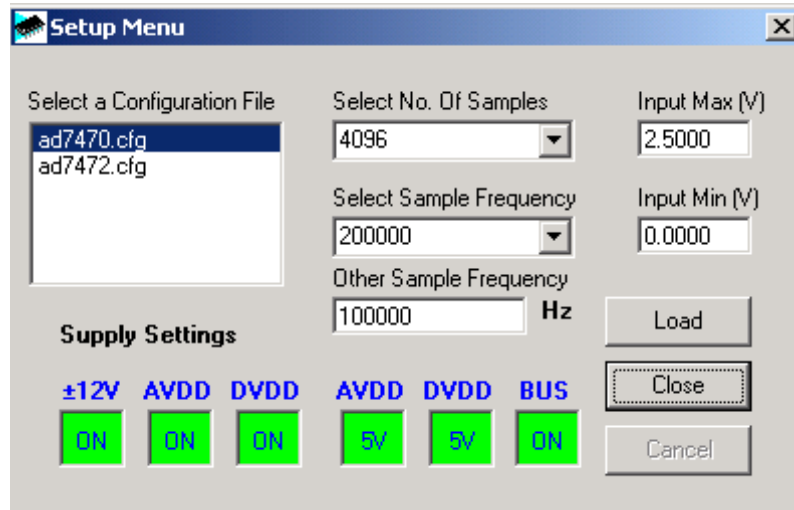 Setup Menu
Select a Configuration File
ad7470.cfg
ad7472.cfg
Select No. Of Samples
4096
Input Max (V)
2.5000
Select Sample Frequency
200000
Input Min (V)
0.0000
Other Sample Frequency
100000 Hz
Load
Supply Settings
±12V AVDD DVDD AVDD DVDD BUS
ON ON ON 5V 5V ON
Close
Cancel